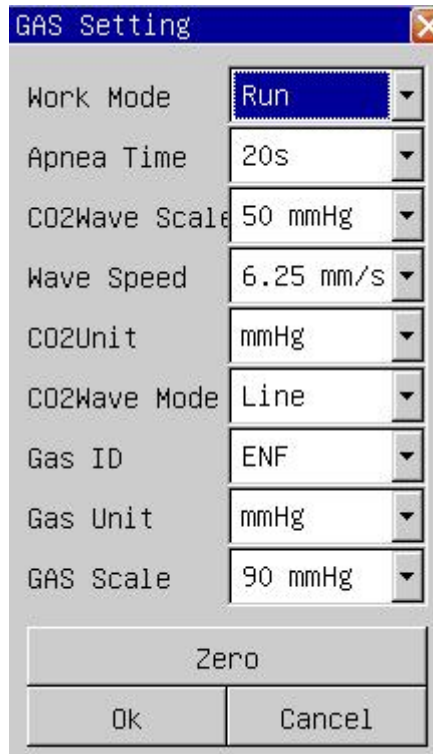 GAS Setting
Work Mode Run
Apnea Time 20s
CO2Wave Scale 50 mmHg
Wave Speed 6.25 mm/s
CO2Unit mmHg
CO2Wave Mode Line
Gas ID ENF
Gas Unit mmHg
GAS Scale 90 mmHg
Zero
Ok Cancel